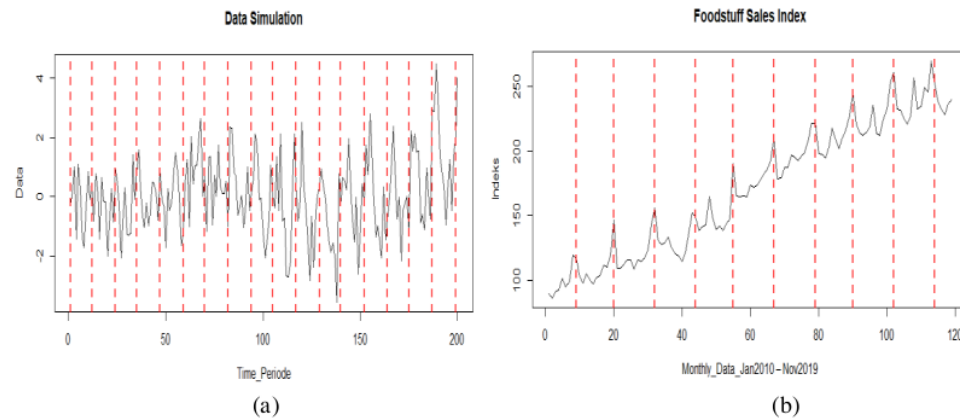 Data Simulation
Data
4
2
0
-2
0
50
100
150
200
Time_Periode
(a)
Foodstuff Sales Index
Indeks
250
200
150
100
0
20
40
60
80
100
120
Monthly_Data_Jan2010 – Nov2019
(b)